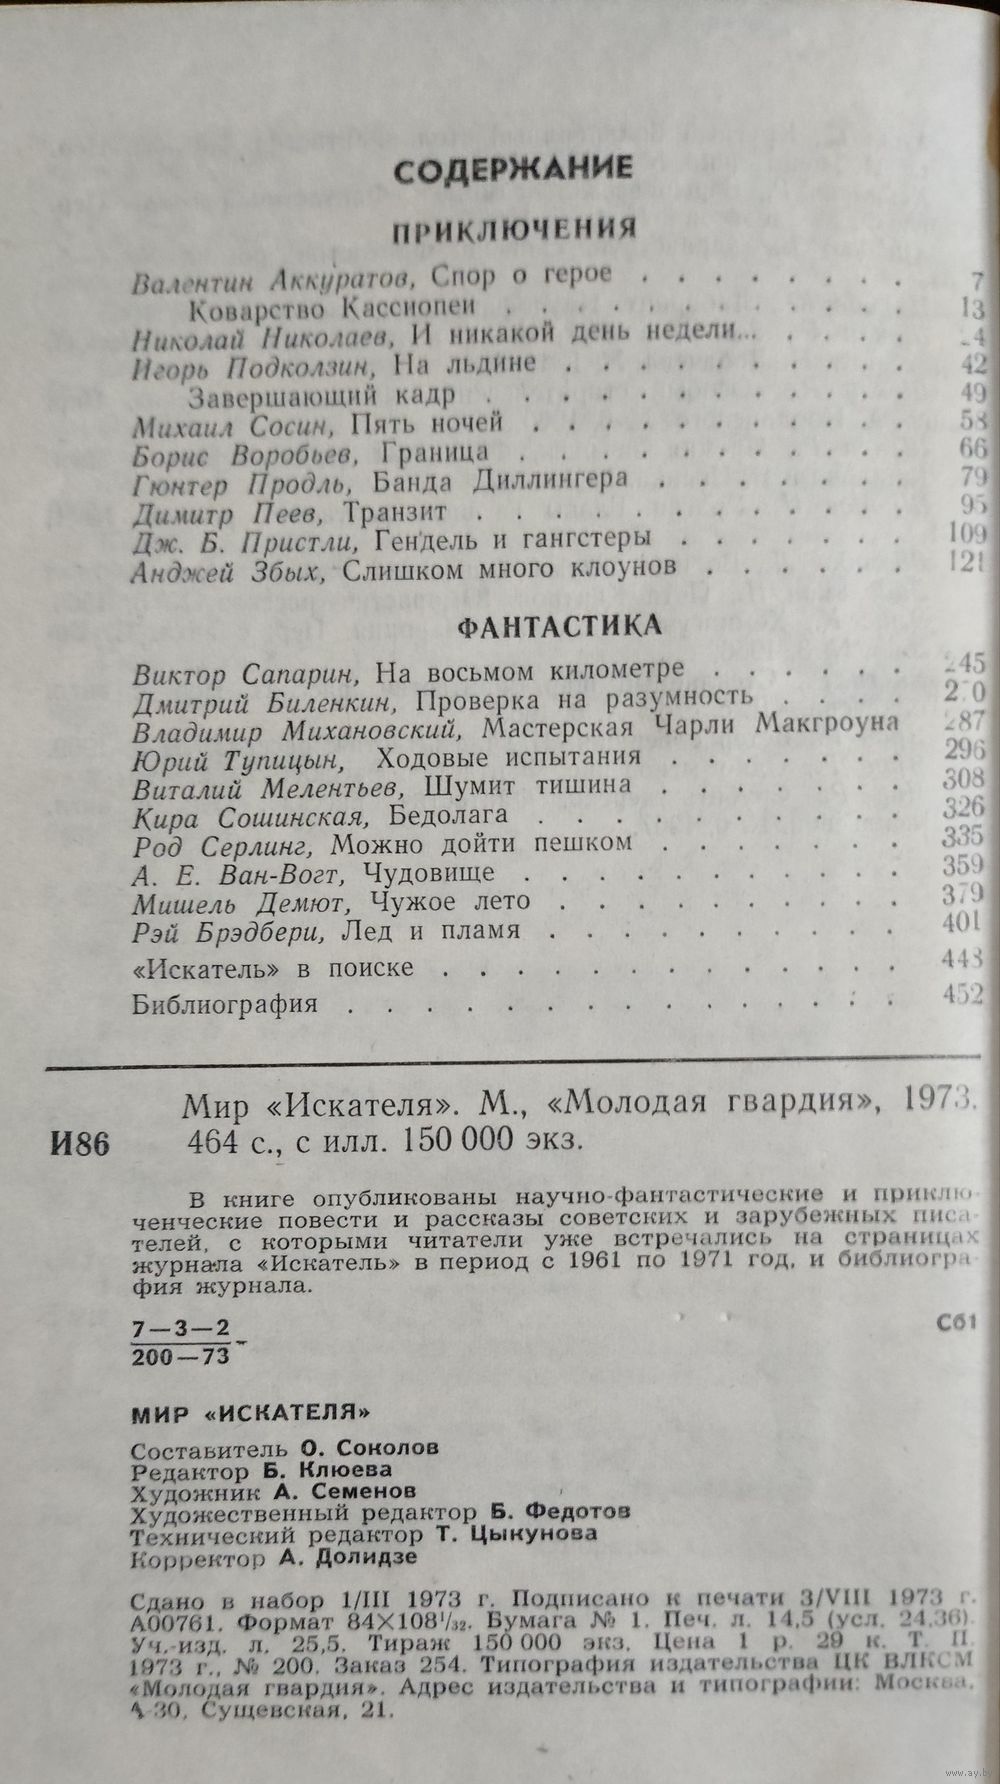 СОДЕРЖАНИЕ
ПРИКЛЮЧЕНИЯ
Валентин Аккуратов, Спор о герое . . . . . . . . 7
Коварство Кассиопеи . . . . . . . . . . . 13
Николай Николаев, И никакой день недели... . . . .
Игорь Подколзин, На льдине . . . . . . . . . . 42
Завершающий кадр . . . . . . . . . . . 49
Михаил Сосин, Пять ночей . . . . . . . . . . 58
Борис Воробьев, Граница . . . . . . . . . . . 66
Гюнтер Продль, Банда Диллингера . . . . . . . 79
Димитр Пеев, Транзит . . . . . . . . . . . . 95
Дж. Б. Пристли, Гендель и гангстеры . . . . . . 109
Анджей Збых, Слишком много клоунов . . . . . . 121
ФАНТАСТИКА
Виктор Сапарин, На восьмом километре . . . . . . 245
Дмитрий Биленкин, Проверка на разумность . . . .
Владимир Михановский, Мастерская Чарли Макгроуна 287
Юрий Тупицын, Ходовые испытания . . . . . . . 296
Виталий Мелентьев, Шумит тишина . . . . . . . 308
Кира Сошинская, Бедолага . . . . . . . . . . 326
Род Серлинг, Можно дойти пешком . . . . . . . 335
А. Е. Ван-Вогт, Чудовище . . . . . . . . . . . 359
Мишель Демют, Чужое лето . . . . . . . . . . 379
Рэй Брэдбери, Лед и пламя . . . . . . . . . . 401
«Искатель» в поиске . . . . . . . . . . . . . 448
Библиография . . . . . . . . . . . . . . . 452
Мир «Искателя». М., «Молодая гвардия», 1973.
И86 464 с., с илл. 150 000 экз.
В книге опубликованы научно-фантастические и приклю-
ченческие повести и рассказы советских и зарубежных писа-
телей, с которыми читатели уже встречались на страницах
журнала «Искатель» в период с 1961 по 1971 год, и библиогра-
фия журнала.
7—3—2
200—73
Сб1
МИР «ИСКАТЕЛЯ»
Составитель О. Соколов
Редактор Б. Клюева
Художник А. Семенов
Художественный редактор Б. Федотов
Технический редактор Т. Цыкунова
Корректор А. Долидзе
Сдано в набор 1/III 1973 г. Подписано к печати 3/VIII 1973 г.
А00761. Формат 84×108¹/₃₂. Бумага № 1. Печ. л. 14,5 (усл. 24,36).
Уч.-изд. л. 25,5. Тираж 150 000 экз. Цена 1 р. 29 к. Т. П.
1973 г., № 200. Заказ 254. Типография издательства ЦК ВЛКСМ
«Молодая гвардия». Адрес издательства и типографии: Москва,
А-30, Сущевская, 21.
www.ay.by